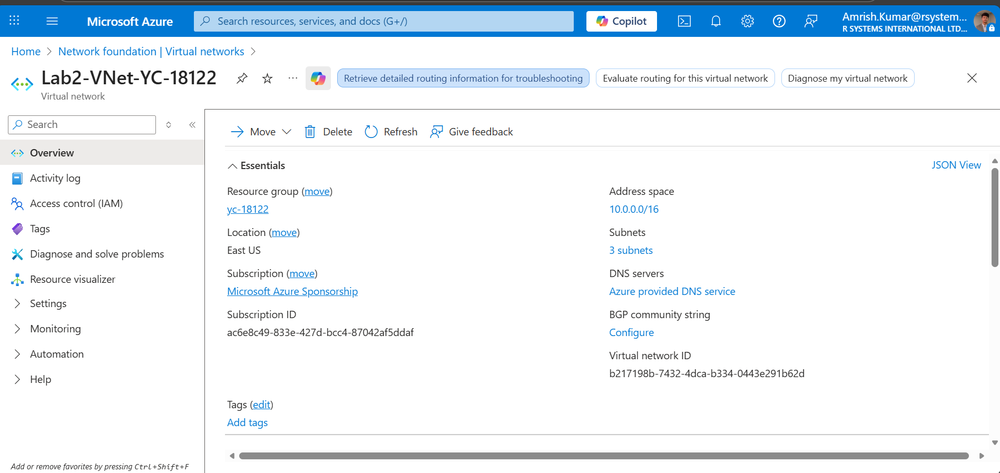 Microsoft Azure
Search resources, services, and docs (G+/)
Copilot
Amrish.Kumar@rsystem...
R SYSTEMS INTERNATIONAL LTD...
Home > Network foundation | Virtual networks >
Lab2-VNet-YC-18122
Virtual network
Retrieve detailed routing information for troubleshooting
Evaluate routing for this virtual network
Diagnose my virtual network
Search
Overview
Activity log
Access control (IAM)
Tags
Diagnose and solve problems
Resource visualizer
Settings
Monitoring
Automation
Help
Add or remove favorites by pressing Ctrl+Shift+F
Move
Delete
Refresh
Give feedback
Essentials
JSON View
Resource group (move)
yc-18122
Location (move)
East US
Subscription (move)
Microsoft Azure Sponsorship
Subscription ID
ac6e8c49-833e-427d-bcc4-87042af5ddaf
Address space
10.0.0.0/16
Subnets
3 subnets
DNS servers
Azure provided DNS service
BGP community string
Configure
Virtual network ID
b217198b-7432-4dca-b334-0443e291b62d
Tags (edit)
Add tags